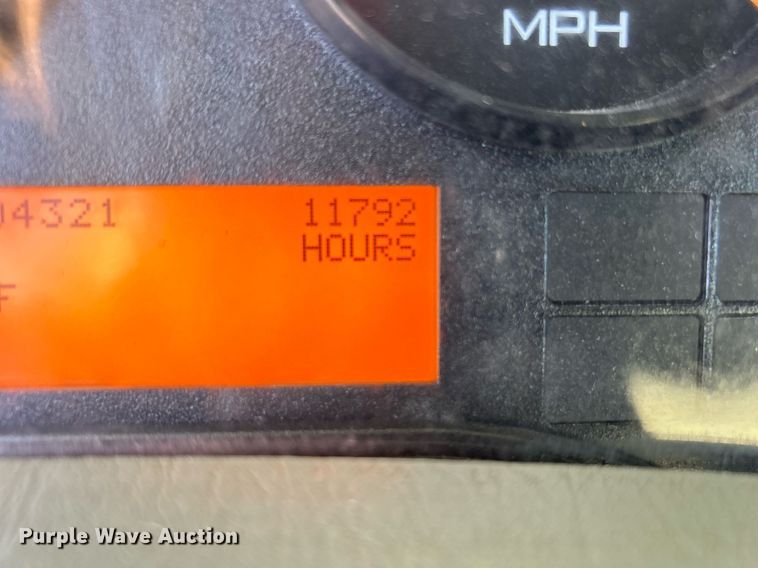 MPH
04321 11792
HOURS
F
Purple Wave Auction